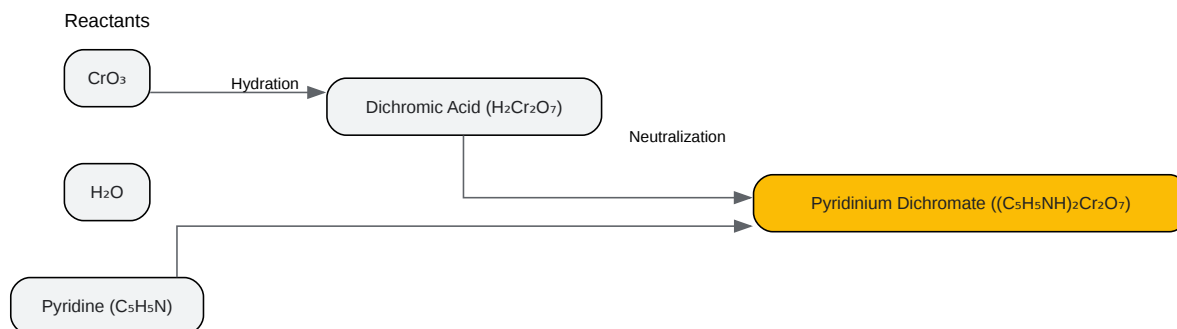 Reactants
CrO₃
Hydration
Dichromic Acid (H₂Cr₂O₇)
Neutralization
H₂O
Pyridinium Dichromate ((C₅H₅NH)₂Cr₂O₇)
Pyridine (C₅H₅N)